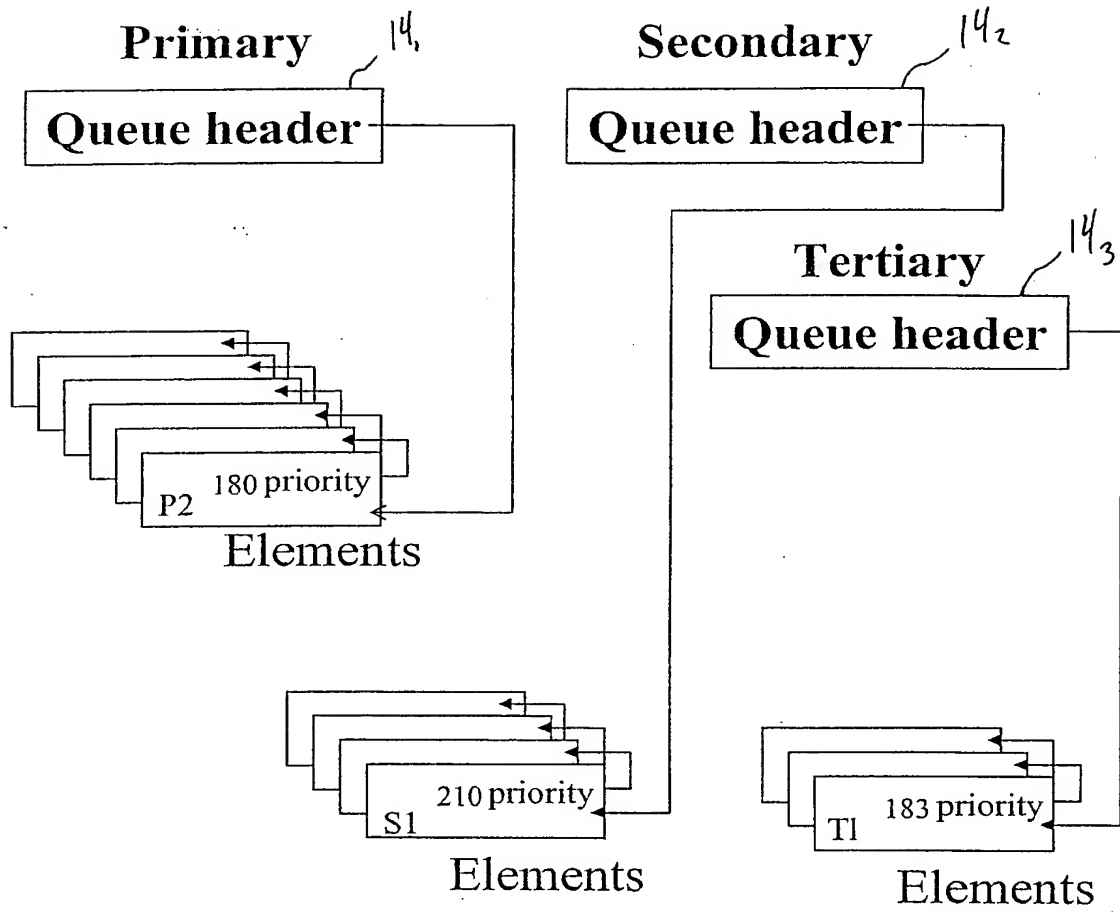 Primary
14₁
Queue header
Secondary
14₂
Queue header
Tertiary
14₃
Queue header
180 priority
P2
Elements
210 priority
S1
Elements
183 priority
T1
Elements